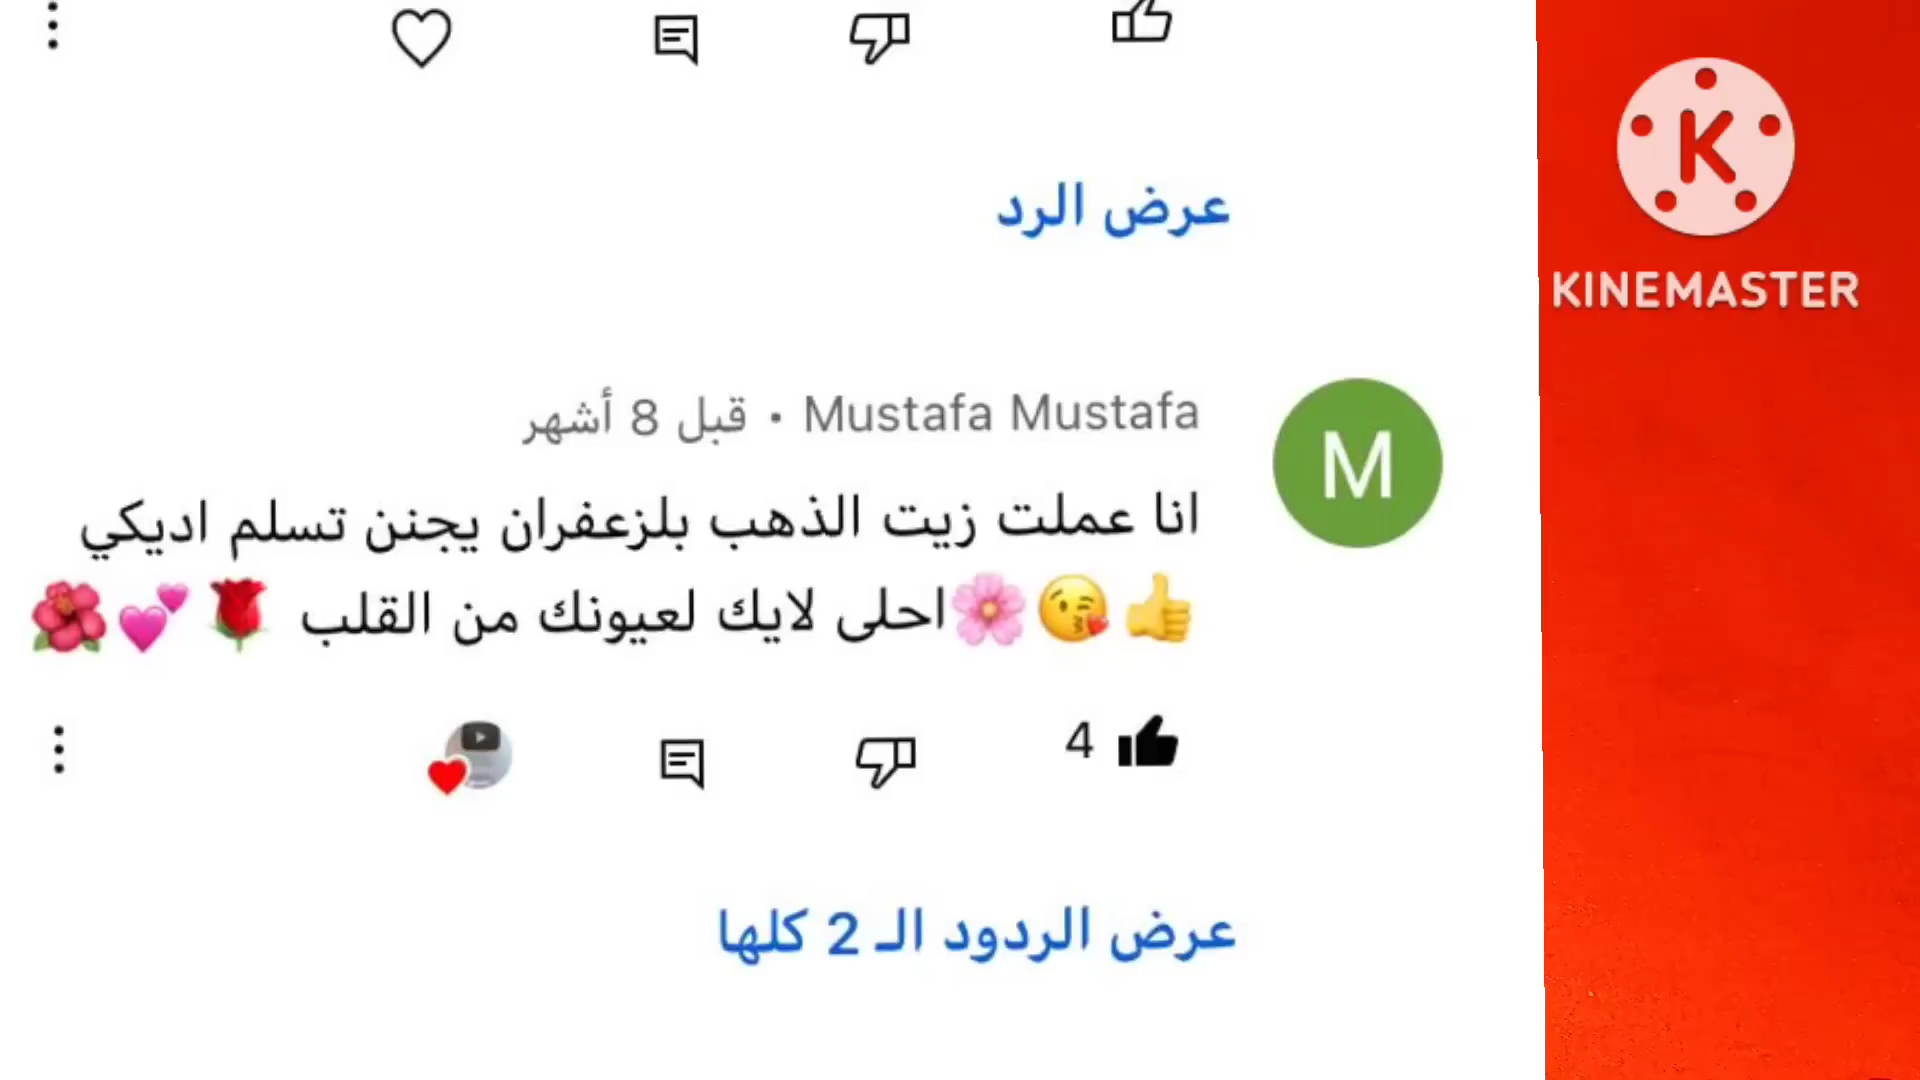 عرض الرد
KINEMASTER
Mustafa Mustafa • قبل 8 أشهر
M
انا عملت زيت الذهب بلزعفران يجنن تسلم اديكي
👍😘🌸احلى لايك لعيونك من القلب 🌹💕🌺
4
عرض الردود الـ 2 كلها